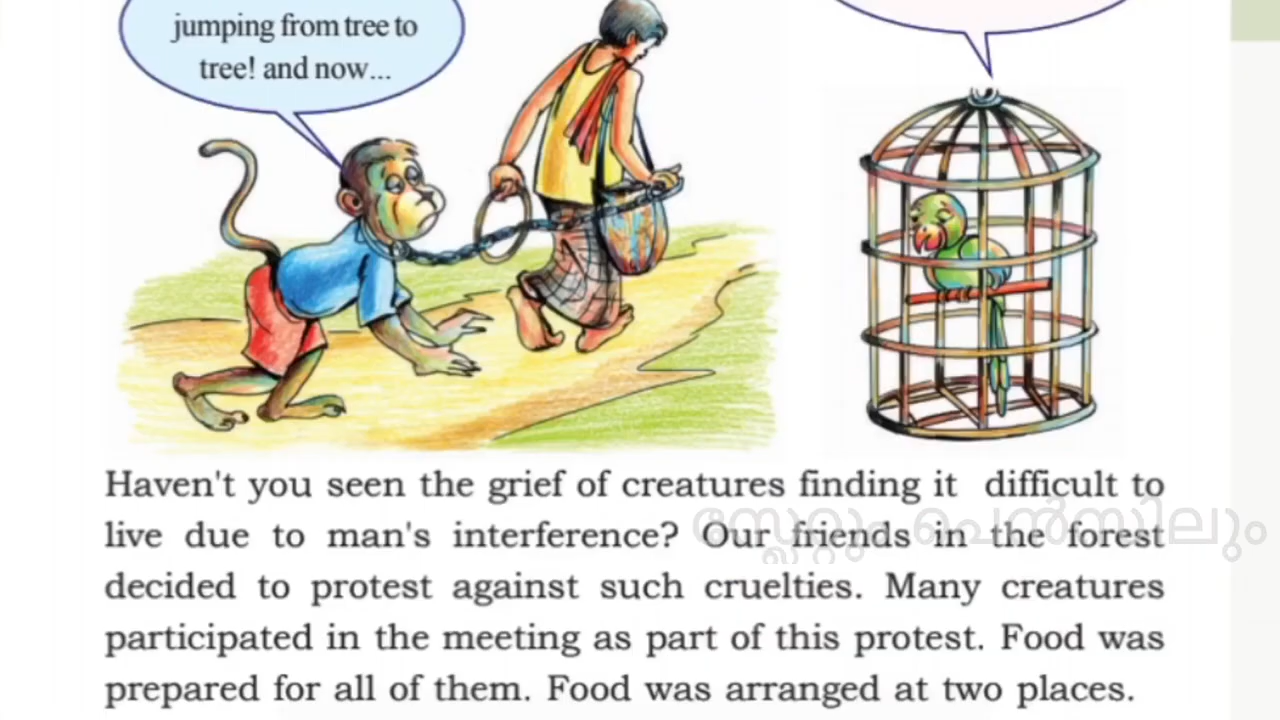 jumping from tree to
tree! and now...
Haven't you seen the grief of creatures finding it difficult to
live due to man's interference? Our friends in the forest
decided to protest against such cruelties. Many creatures
participated in the meeting as part of this protest. Food was
prepared for all of them. Food was arranged at two places.
സ്ലേറ്റും പെൻസിലും